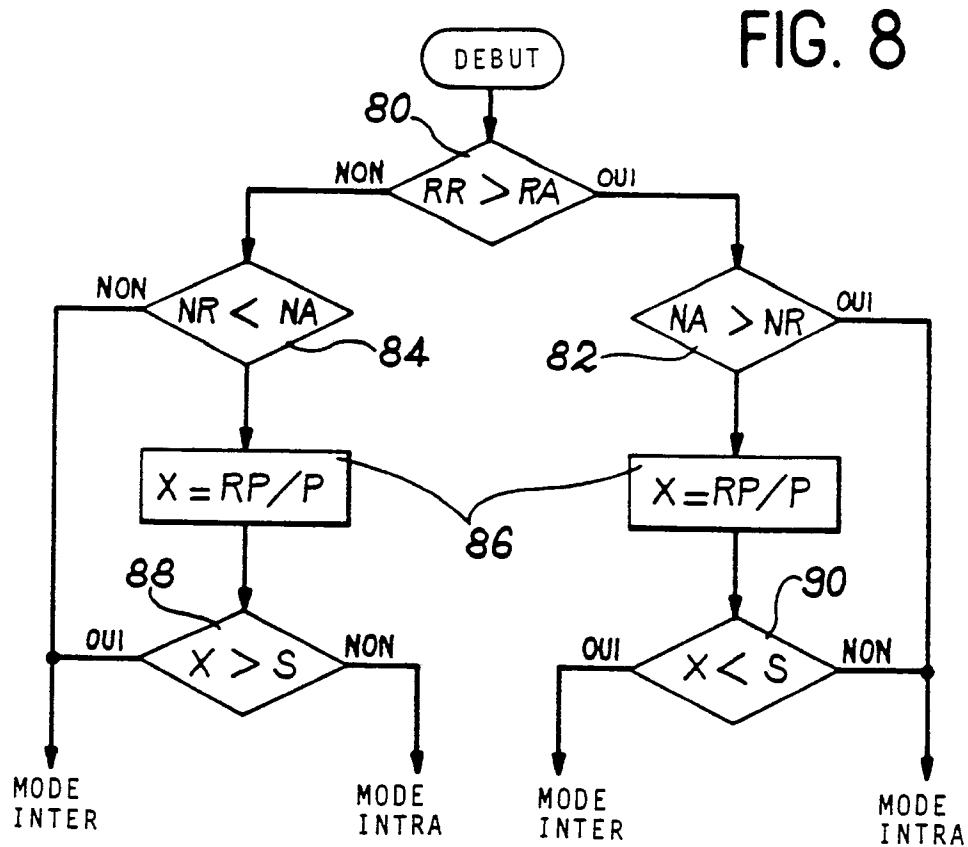 FIG. 8
DEBUT
80
NON
RR > RA
OUI
NON
NR < NA
84
NA > NR
OUI
82
X = RP/P
86
X = RP/P
88
OUI
X > S
NON
90
OUI
X < S
NON
MODE
INTER
MODE
INTRA
MODE
INTER
MODE
INTRA